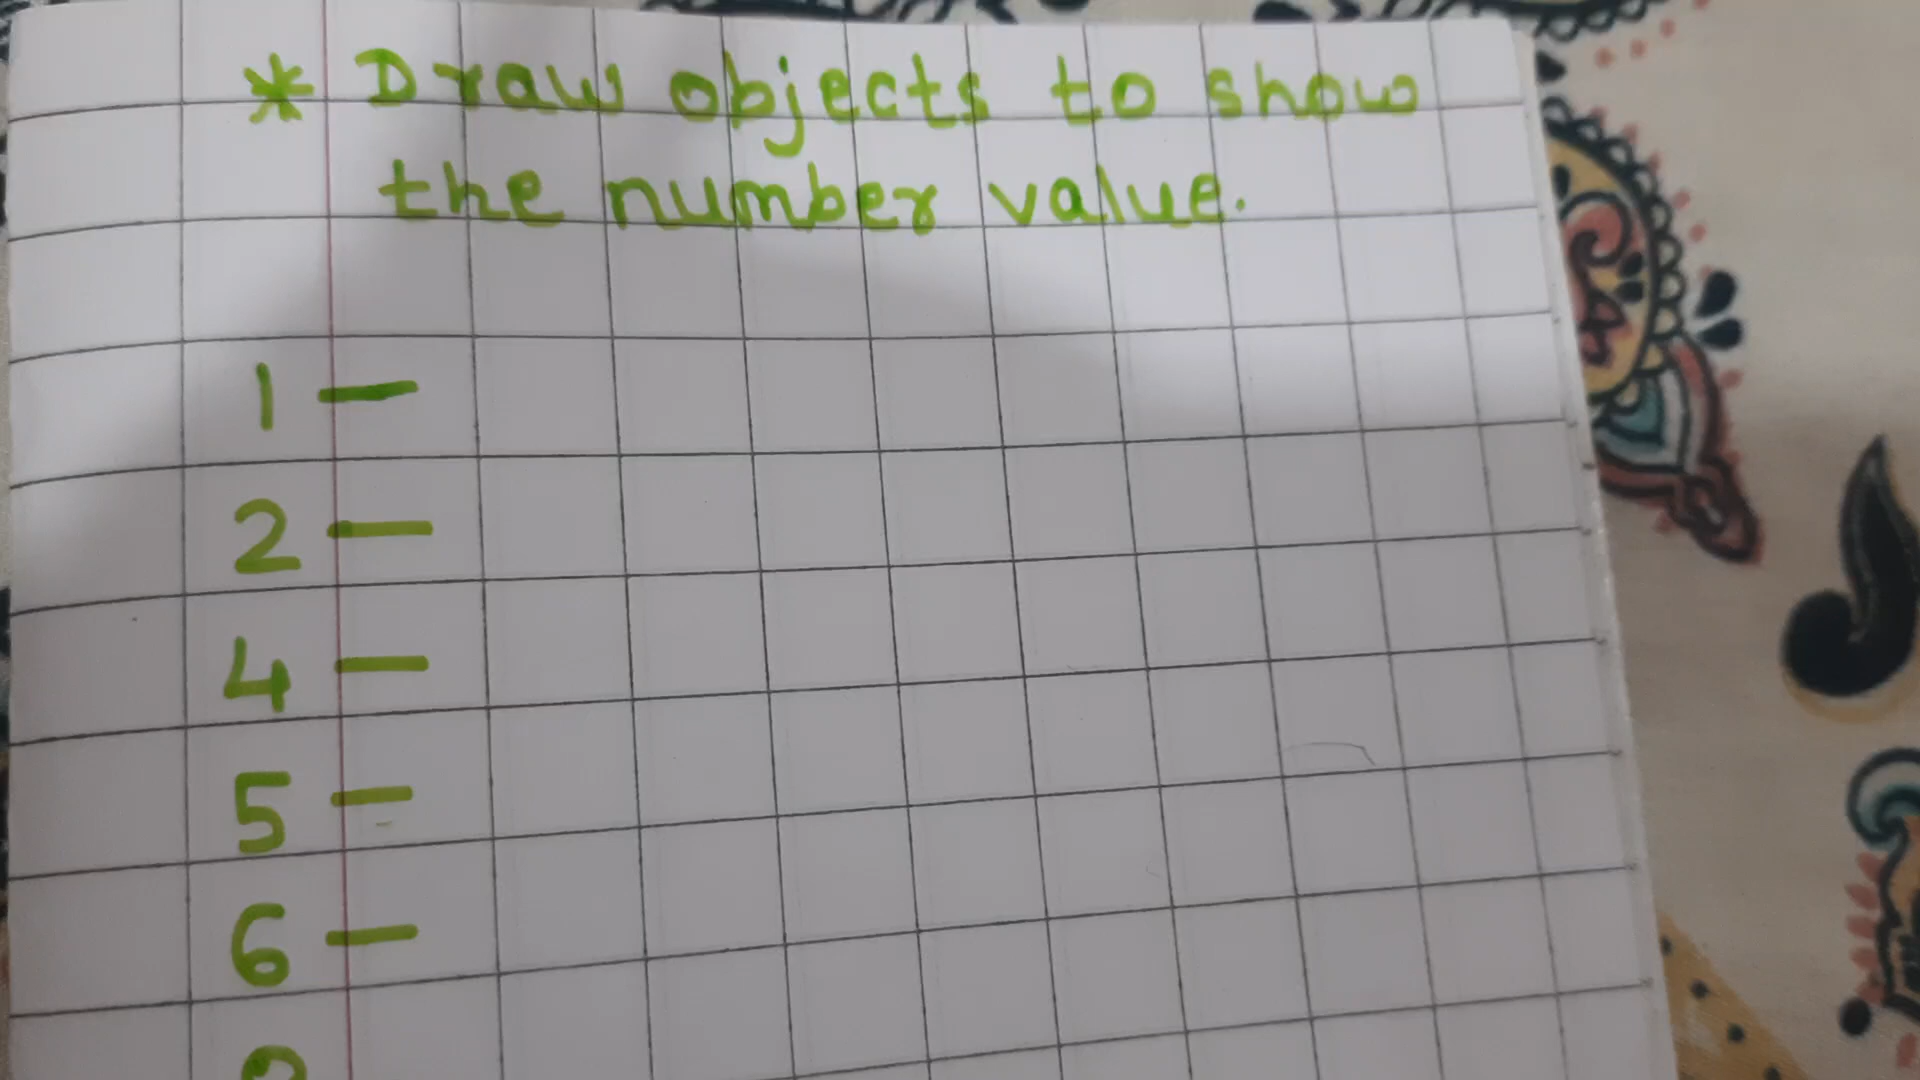 * Draw objects to show
the number value.
1 —
2 —
4 —
5 —
6 —